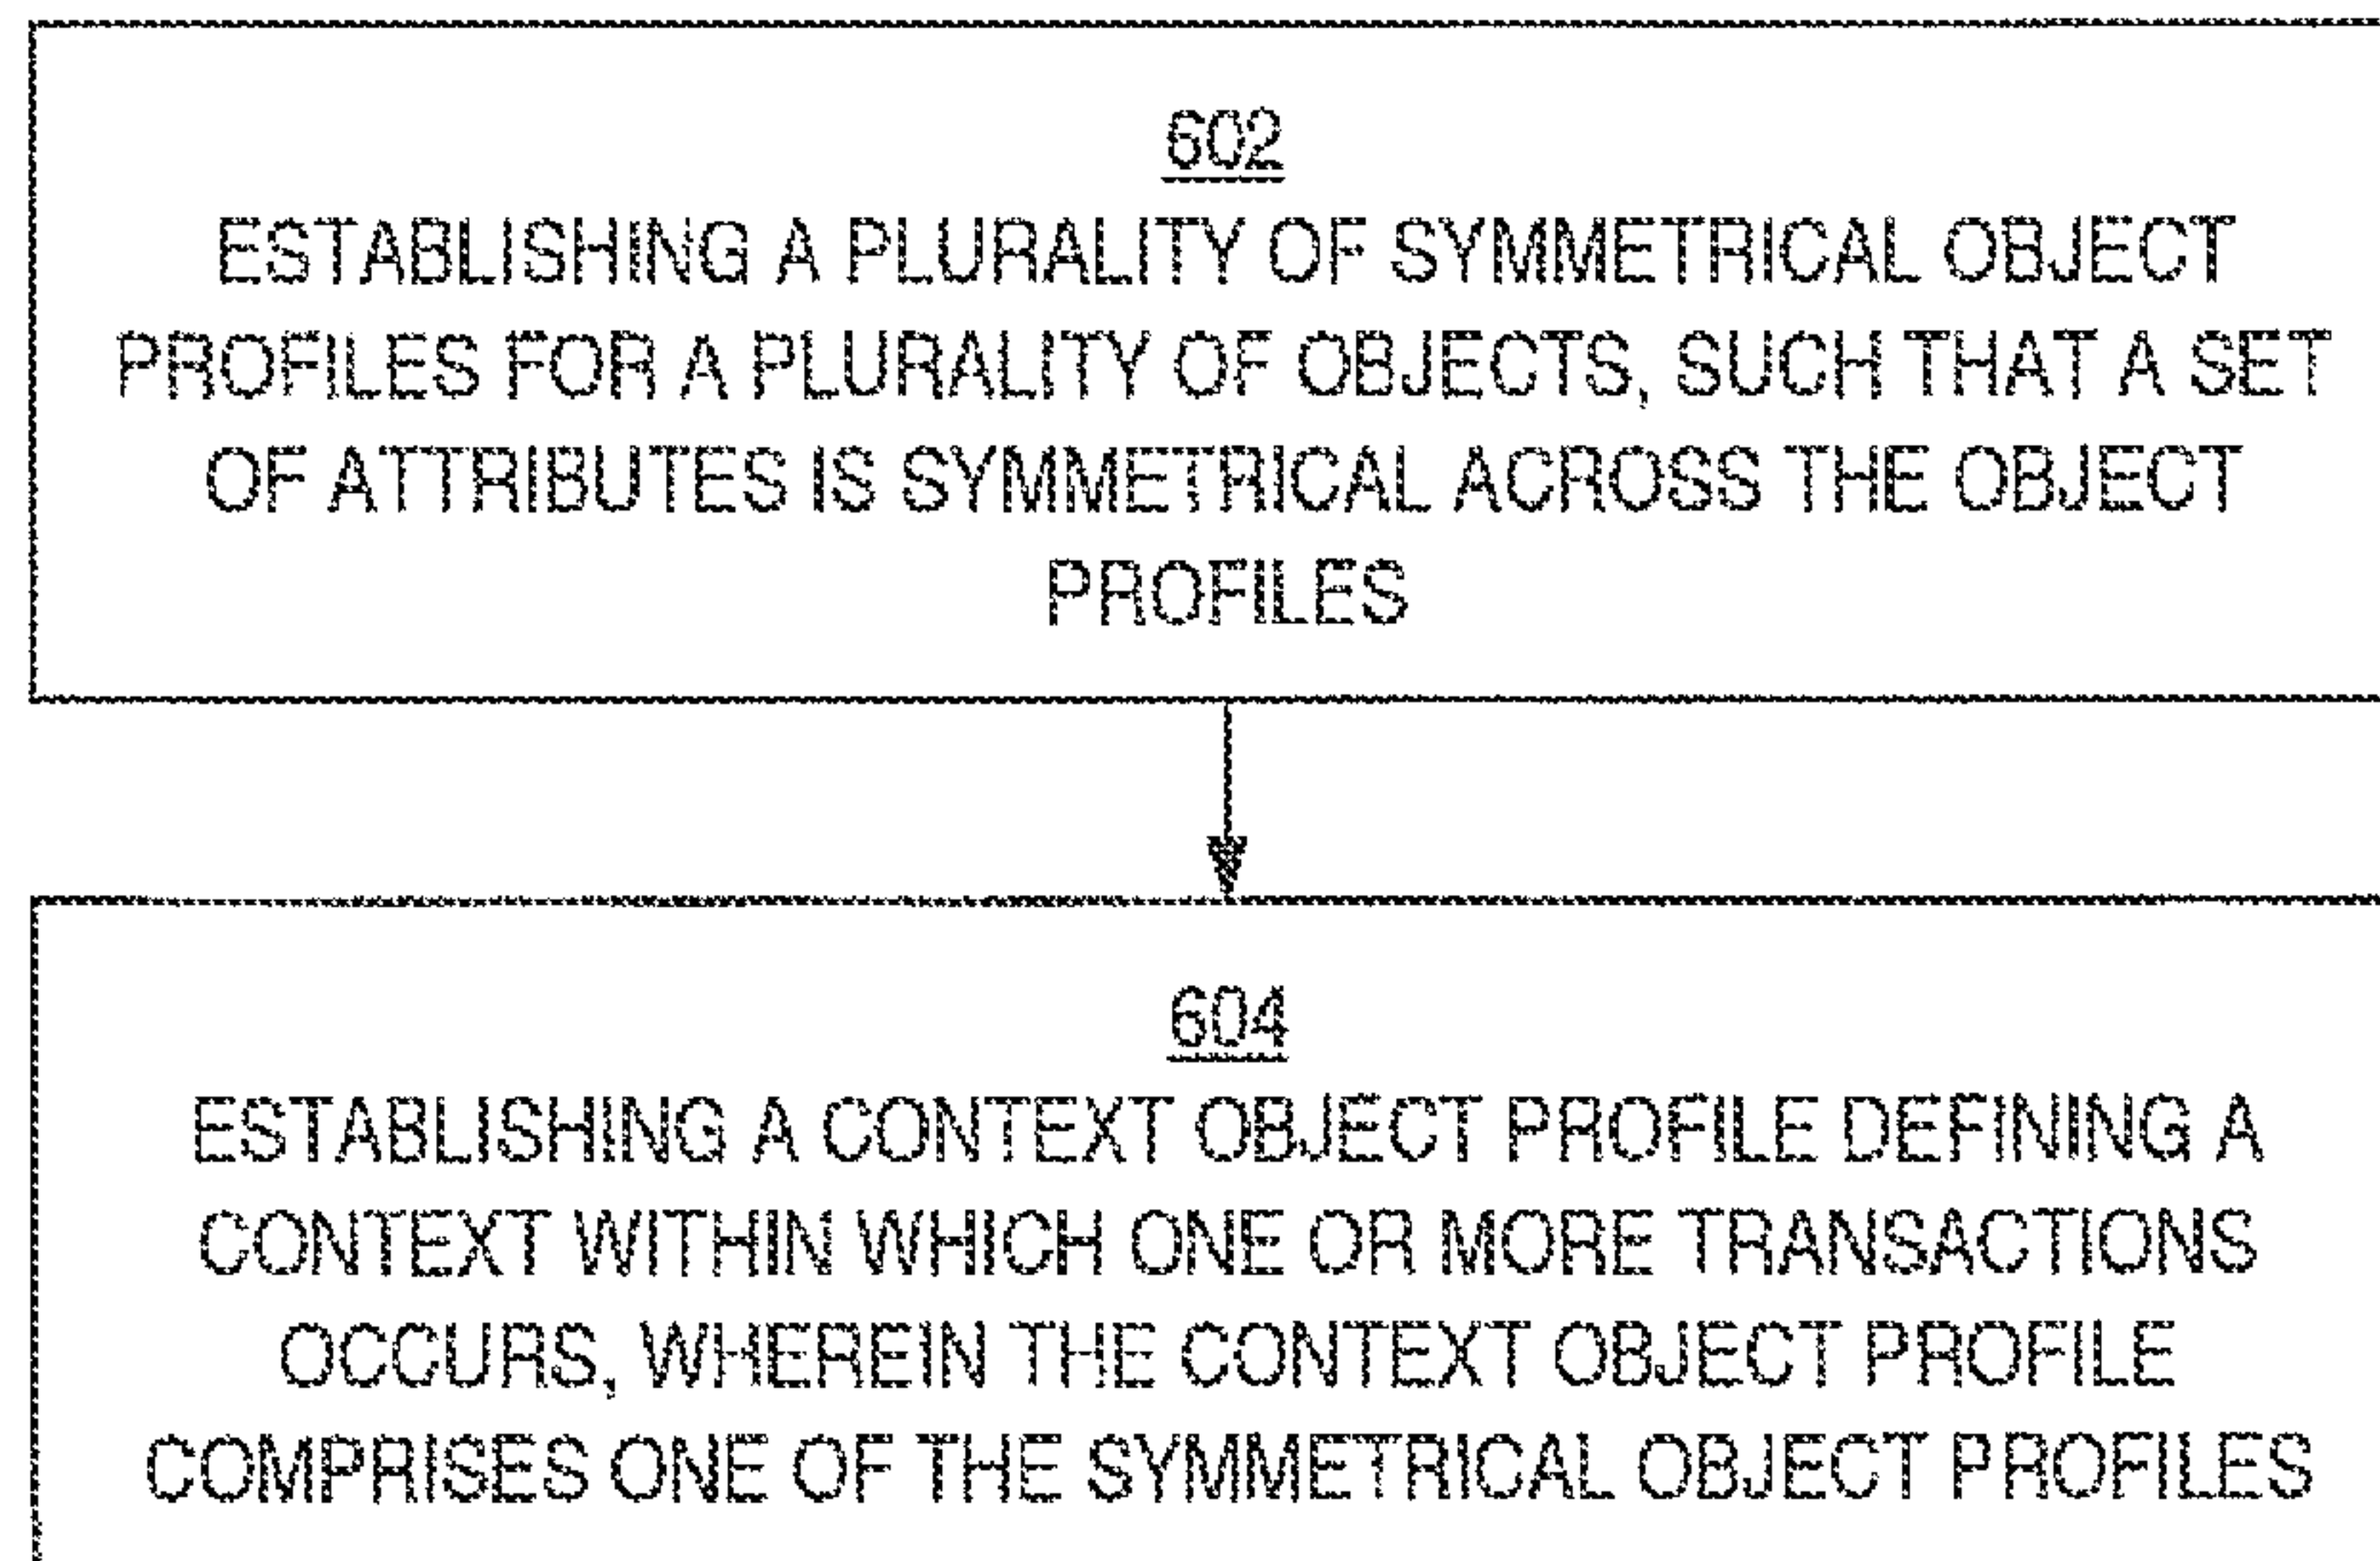 602
ESTABLISHING A PLURALITY OF SYMMETRICAL OBJECT
PROFILES FOR A PLURALITY OF OBJECTS, SUCH THAT A SET
OF ATTRIBUTES IS SYMMETRICAL ACROSS THE OBJECT
PROFILES
604
ESTABLISHING A CONTEXT OBJECT PROFILE DEFINING A
CONTEXT WITHIN WHICH ONE OR MORE TRANSACTIONS
OCCURS, WHEREIN THE CONTEXT OBJECT PROFILE
COMPRISES ONE OF THE SYMMETRICAL OBJECT PROFILES